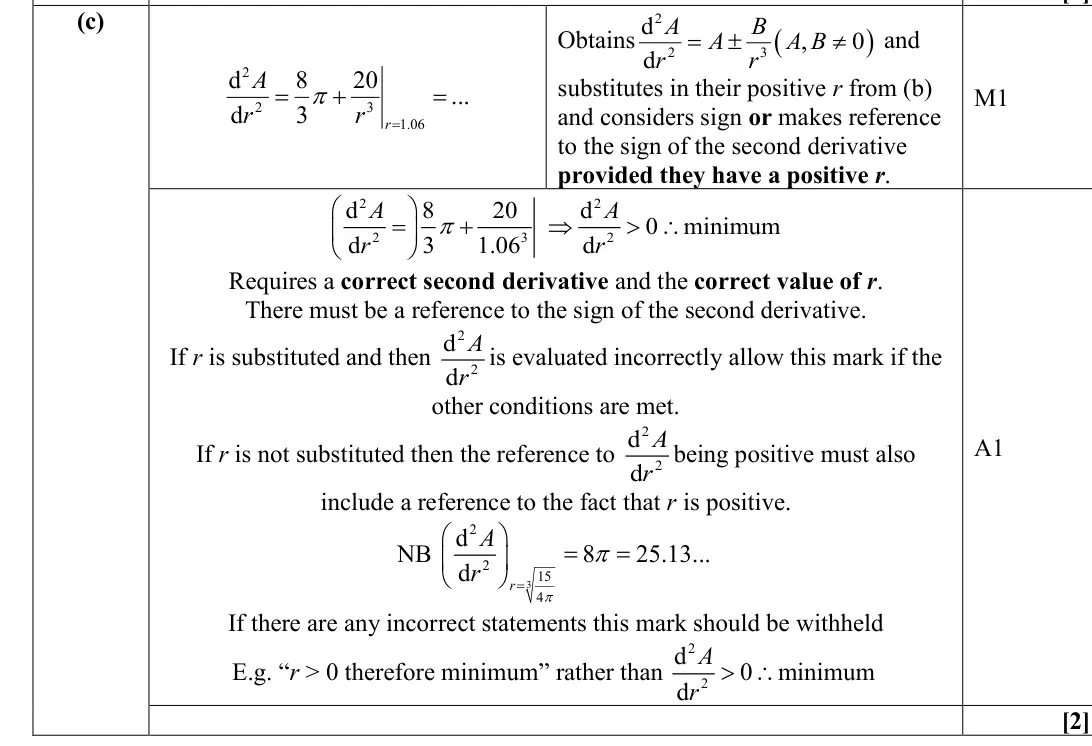 (c)
d²A/dr² = 8/3 π + 20/r³ |r=1.06 = ...
Obtains d²A/dr² = A ± B/r³ (A, B ≠ 0) and
substitutes in their positive r from (b)
and considers sign or makes reference
to the sign of the second derivative
provided they have a positive r.
M1
(d²A/dr² =) 8/3 π + 20/1.06³ | ⇒ d²A/dr² > 0 ∴ minimum
Requires a correct second derivative and the correct value of r.
There must be a reference to the sign of the second derivative.
If r is substituted and then d²A/dr² is evaluated incorrectly allow this mark if the
other conditions are met.
If r is not substituted then the reference to d²A/dr² being positive must also
include a reference to the fact that r is positive.
NB (d²A/dr²)r=∛(15/4π) = 8π = 25.13...
If there are any incorrect statements this mark should be withheld
E.g. “r > 0 therefore minimum” rather than d²A/dr² > 0 ∴ minimum
A1
[2]